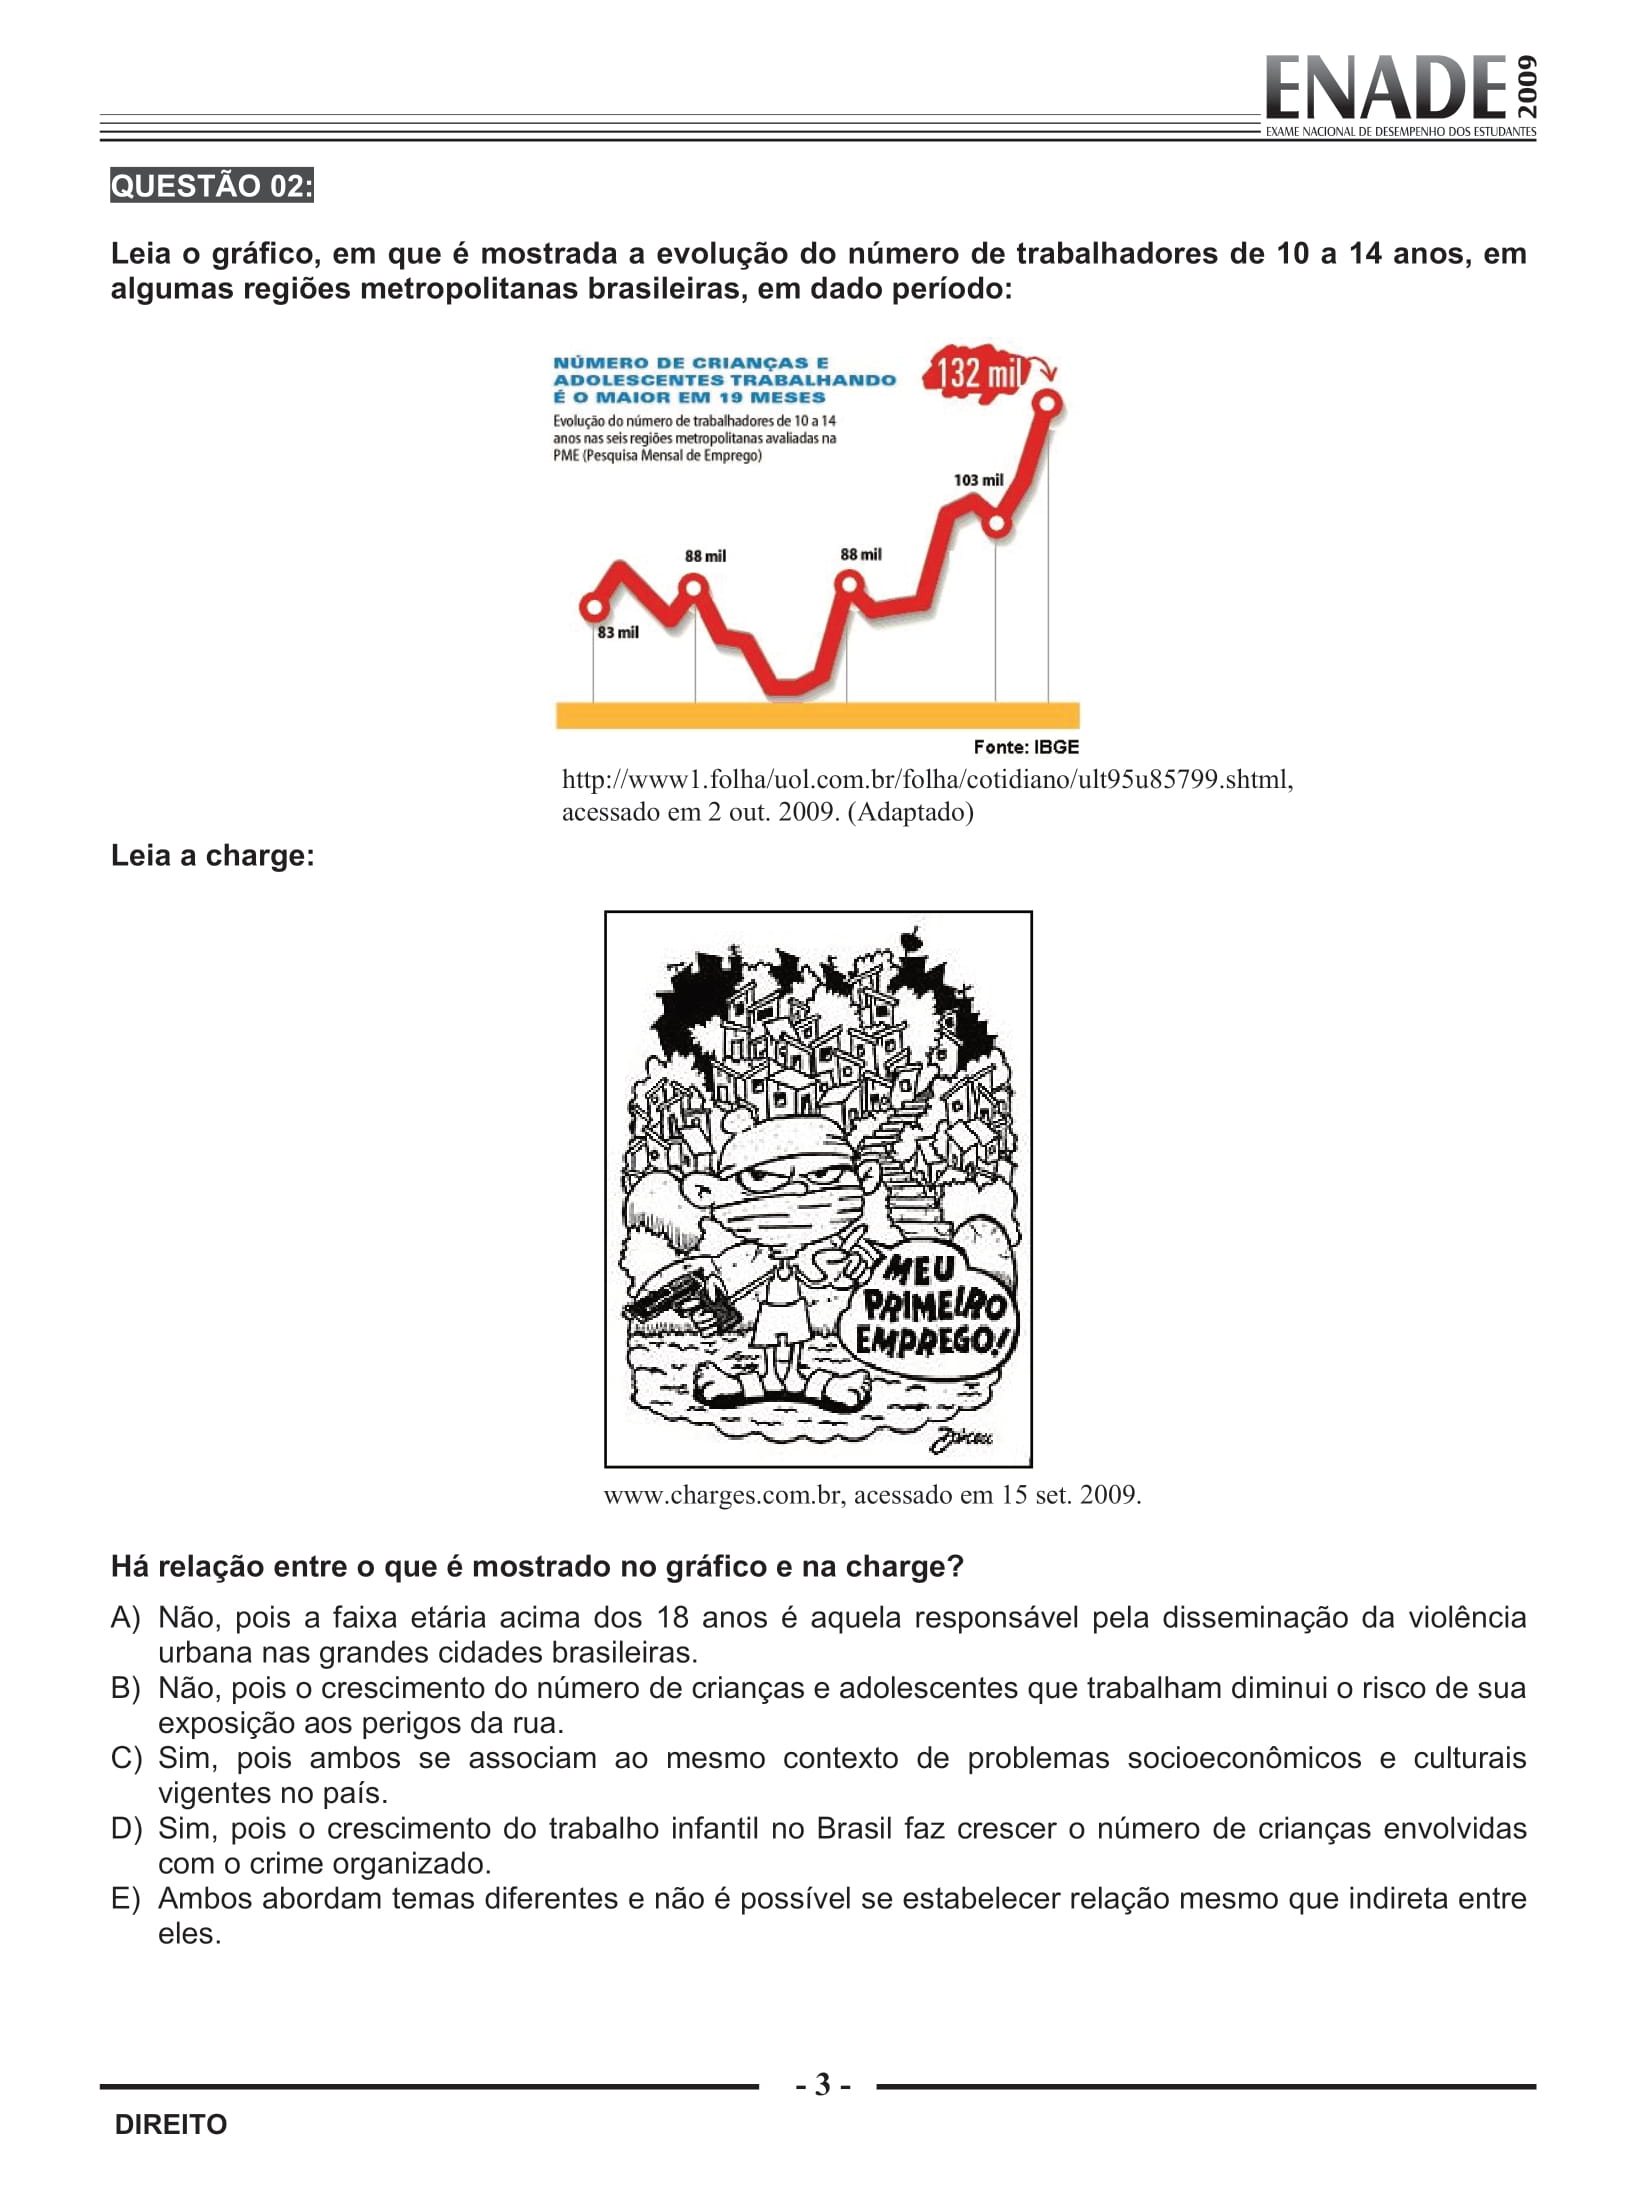 ENADE 2009
EXAME NACIONAL DE DESEMPENHO DOS ESTUDANTES
QUESTÃO 02:
Leia o gráfico, em que é mostrada a evolução do número de trabalhadores de 10 a 14 anos, em
algumas regiões metropolitanas brasileiras, em dado período:
NÚMERO DE CRIANÇAS E
ADOLESCENTES TRABALHANDO
É O MAIOR EM 19 MESES
Evolução do número de trabalhadores de 10 a 14
anos nas seis regiões metropolitanas avaliadas na
PME (Pesquisa Mensal de Emprego)
132 mil
103 mil
88 mil
88 mil
83 mil
Fonte: IBGE
http://www1.folha/uol.com.br/folha/cotidiano/ult95u85799.shtml,
acessado em 2 out. 2009. (Adaptado)
Leia a charge:
MEU
PRIMEIRO
EMPREGO!
www.charges.com.br, acessado em 15 set. 2009.
Há relação entre o que é mostrado no gráfico e na charge?
A) Não, pois a faixa etária acima dos 18 anos é aquela responsável pela disseminação da violência
urbana nas grandes cidades brasileiras.
B) Não, pois o crescimento do número de crianças e adolescentes que trabalham diminui o risco de sua
exposição aos perigos da rua.
C) Sim, pois ambos se associam ao mesmo contexto de problemas socioeconômicos e culturais
vigentes no país.
D) Sim, pois o crescimento do trabalho infantil no Brasil faz crescer o número de crianças envolvidas
com o crime organizado.
E) Ambos abordam temas diferentes e não é possível se estabelecer relação mesmo que indireta entre
eles.
- 3 -
DIREITO